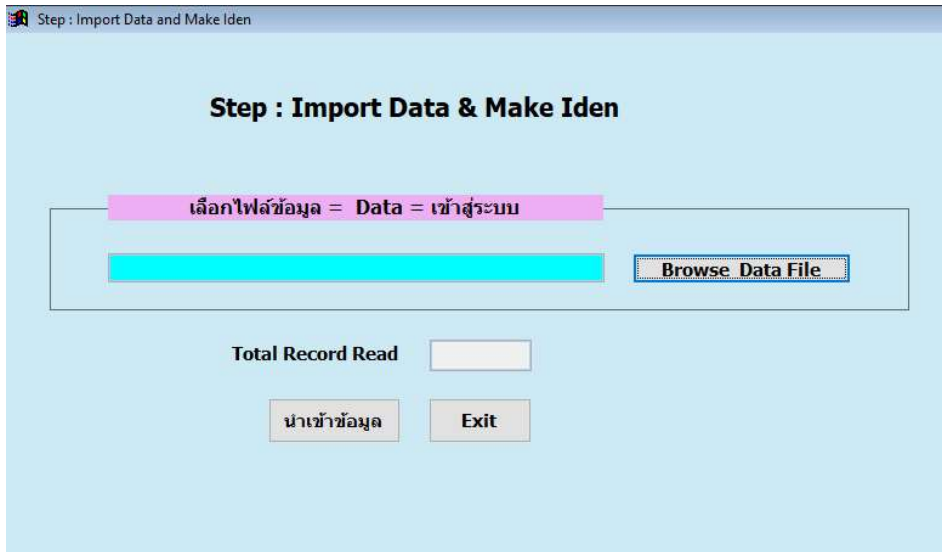 Step : Import Data and Make Iden
Step : Import Data & Make Iden
เลือกไฟล์ข้อมูล = Data = เข้าสู่ระบบ
Browse Data File
Total Record Read
นำเข้าข้อมูล
Exit